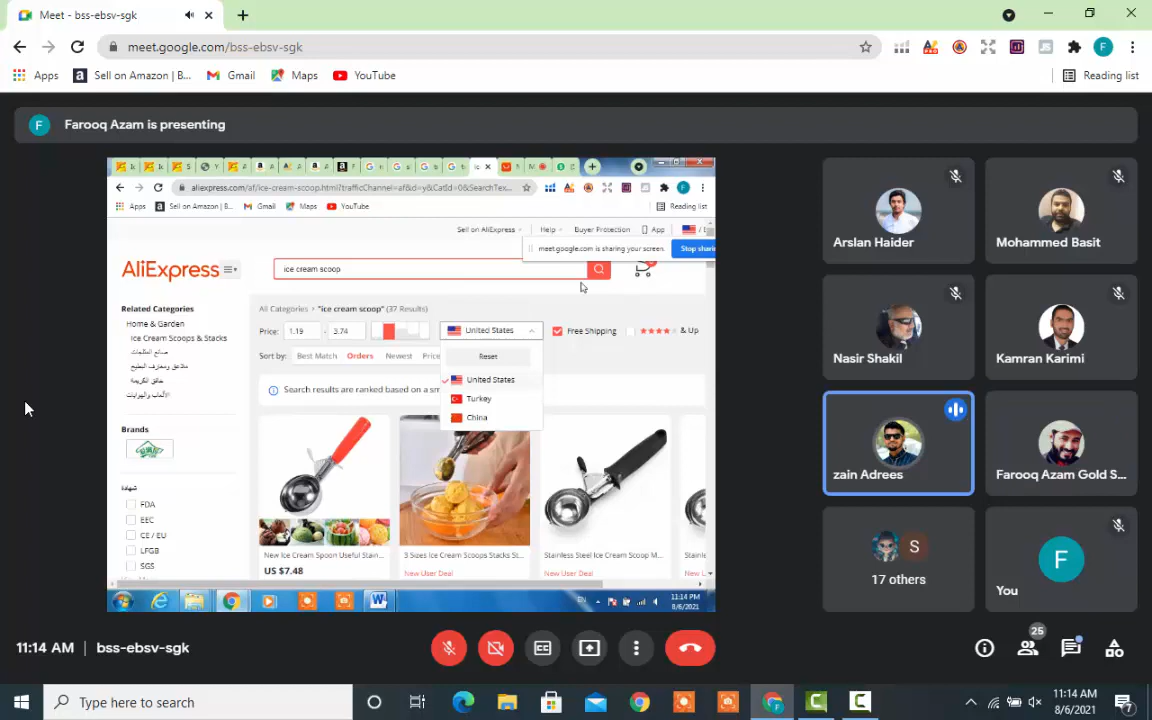 Meet - bss-ebsv-sgk
meet.google.com/bss-ebsv-sgk
F
Apps
Sell on Amazon | B...
Gmail
Maps
YouTube
Reading list
F
Farooq Azam is presenting
aliexpress.com/af/ice-cream-scoop.html?trafficChannel=af&d=y&CatId=0&SearchTex...
Apps
Sell on Amazon | B...
Gmail
Maps
YouTube
Reading list
Sell on AliExpress
Help
Buyer Protection
App
meet.google.com is sharing your screen.
Stop shari
AliExpress
ice cream scoop
Related Categories
Home & Garden
Ice Cream Scoops & Stacks
All Categories > "ice cream scoop" (37 Results)
Price: 1.19 - 3.74
United States
Free Shipping
& Up
Sort by: Best Match Orders Newest Price
Reset
United States
Turkey
China
Search results are ranked based on a sm
Brands
شهادة
FDA
EEC
CE / EU
LFGB
SGS
New Ice Cream Spoon Useful Stain...
US $7.48
3 Sizes Ice Cream Scoops Stacks St...
New User Deal
Stainless Steel Ice Cream Scoop M...
New User Deal
Stainle
New L
EN
11:14 PM
8/6/2021
Arslan Haider
Mohammed Basit
Nasir Shakil
Kamran Karimi
zain Adrees
Farooq Azam Gold S...
S
17 others
F
You
11:14 AM
bss-ebsv-sgk
25
Type here to search
11:14 AM
8/6/2021
7